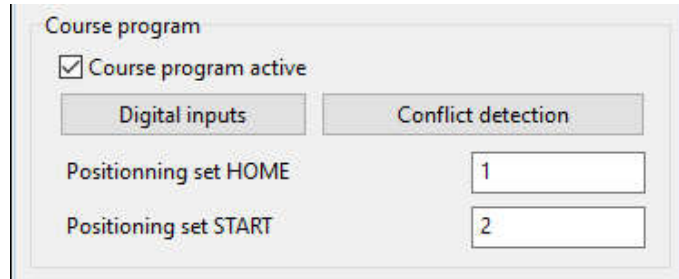 Course program
Course program active
Digital inputs Conflict detection
Positionning set HOME 1
Positioning set START 2